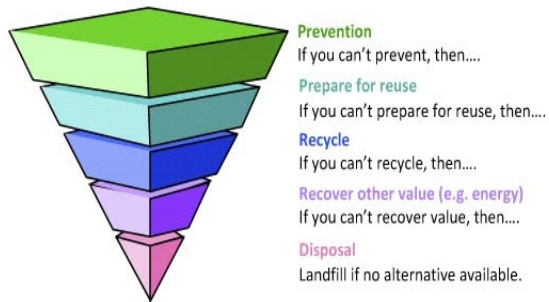 Prevention
If you can't prevent, then....
Prepare for reuse
If you can't prepare for reuse, then....
Recycle
If you can't recycle, then....
Recover other value (e.g. energy)
If you can't recover value, then....
Disposal
Landfill if no alternative available.